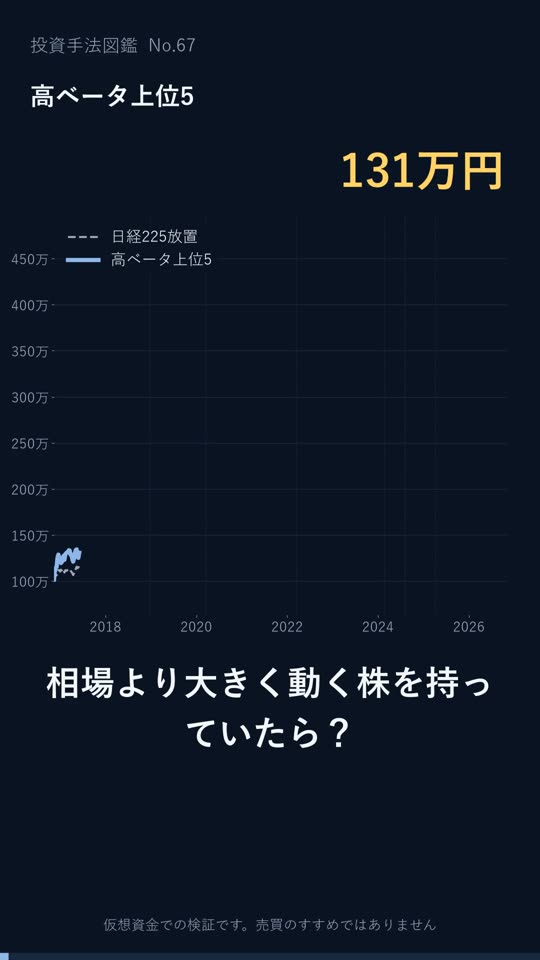 投資手法図鑑 No.67
高ベータ上位5
131万円
日経225放置
高ベータ上位5
450万
400万
350万
300万
250万
200万
150万
100万
2018 2020 2022 2024 2026
相場より大きく動く株を持っ
ていたら？
仮想資金での検証です。売買のすすめではありません